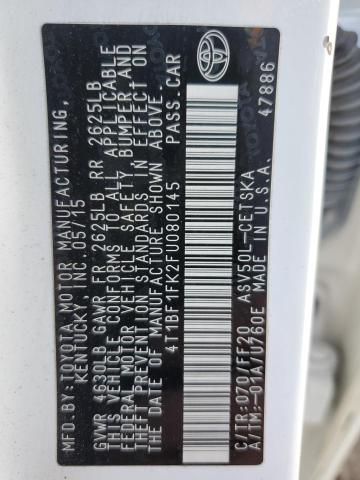 MFD.BY: TOYOTA MOTOR MANUFACTURING,
KENTUCKY, INC. 05/15
GVWR 4630LB GAWR FR 2625LB RR 2625LB
THIS VEHICLE CONFORMS TO ALL APPLICABLE
FEDERAL MOTOR VEHICLE SAFETY, BUMPER, AND
THEFT PREVENTION STANDARDS IN EFFECT ON
THE DATE OF MANUFACTURE SHOWN ABOVE.
4T1BF1FK2FU080145 PASS.CAR
C/TR:070/FF20 ASV50L-CETSKA
A/TM:-01A/U760E MADE IN U.S.A.
47886